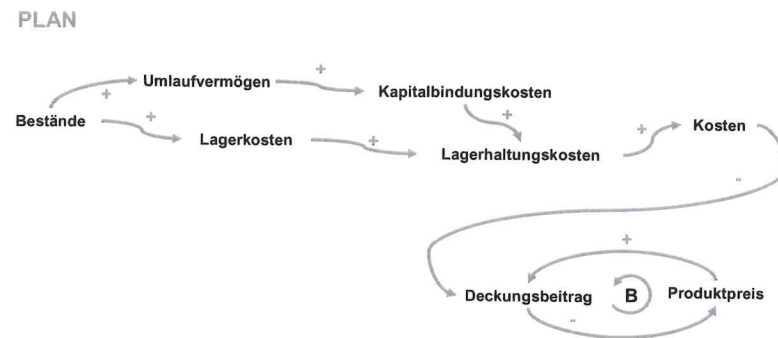 PLAN
Umlaufvermögen
+
+
Kapitalbindungskosten
Bestände
+
+
Lagerkosten
+
Lagerhaltungskosten
+
Kosten
-
+
Deckungsbeitrag
B
Produktpreis
-